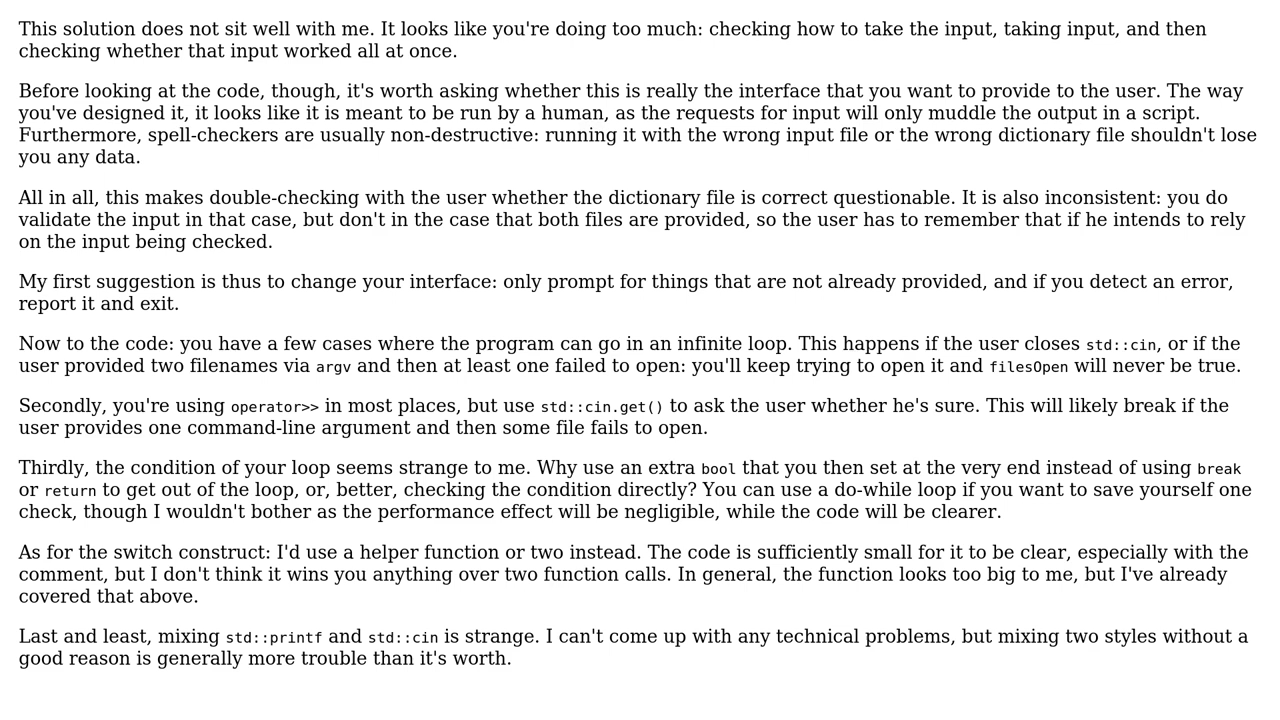 This solution does not sit well with me. It looks like you're doing too much: checking how to take the input, taking input, and then
checking whether that input worked all at once.
Before looking at the code, though, it's worth asking whether this is really the interface that you want to provide to the user. The way
you've designed it, it looks like it is meant to be run by a human, as the requests for input will only muddle the output in a script.
Furthermore, spell-checkers are usually non-destructive: running it with the wrong input file or the wrong dictionary file shouldn't lose
you any data.
All in all, this makes double-checking with the user whether the dictionary file is correct questionable. It is also inconsistent: you do
validate the input in that case, but don't in the case that both files are provided, so the user has to remember that if he intends to rely
on the input being checked.
My first suggestion is thus to change your interface: only prompt for things that are not already provided, and if you detect an error,
report it and exit.
Now to the code: you have a few cases where the program can go in an infinite loop. This happens if the user closes std::cin, or if the
user provided two filenames via argv and then at least one failed to open: you'll keep trying to open it and filesOpen will never be true.
Secondly, you're using operator>> in most places, but use std::cin.get() to ask the user whether he's sure. This will likely break if the
user provides one command-line argument and then some file fails to open.
Thirdly, the condition of your loop seems strange to me. Why use an extra bool that you then set at the very end instead of using break
or return to get out of the loop, or, better, checking the condition directly? You can use a do-while loop if you want to save yourself one
check, though I wouldn't bother as the performance effect will be negligible, while the code will be clearer.
As for the switch construct: I'd use a helper function or two instead. The code is sufficiently small for it to be clear, especially with the
comment, but I don't think it wins you anything over two function calls. In general, the function looks too big to me, but I've already
covered that above.
Last and least, mixing std::printf and std::cin is strange. I can't come up with any technical problems, but mixing two styles without a
good reason is generally more trouble than it's worth.